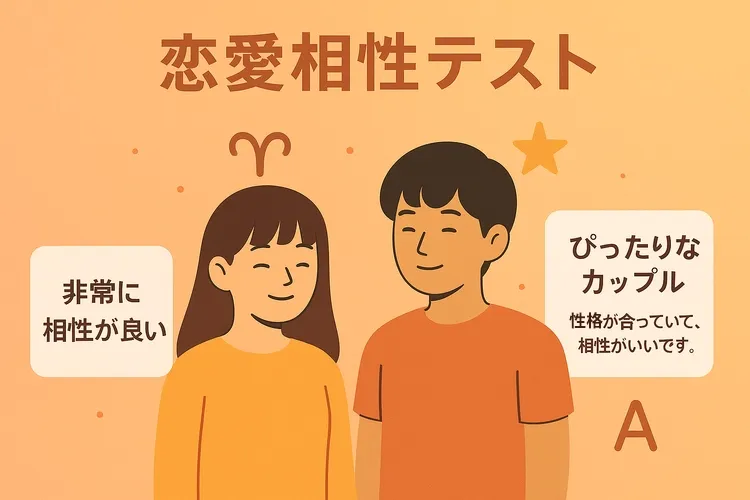 恋愛相性テスト
非常に
相性が良い
ぴったりな
カップル
性格が合っていて、
相性がいいです。
A